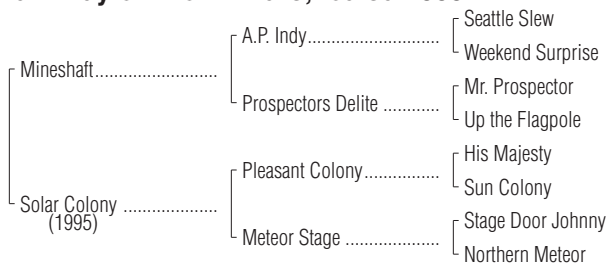 Seattle Slew
A.P. Indy........................
Weekend Surprise
Mineshaft......................
Mr. Prospector
Prospectors Delite ..........
Up the Flagpole
His Majesty
Pleasant Colony..............
Sun Colony
Solar Colony .................
(1995)
Stage Door Johnny
Meteor Stage .................
Northern Meteor